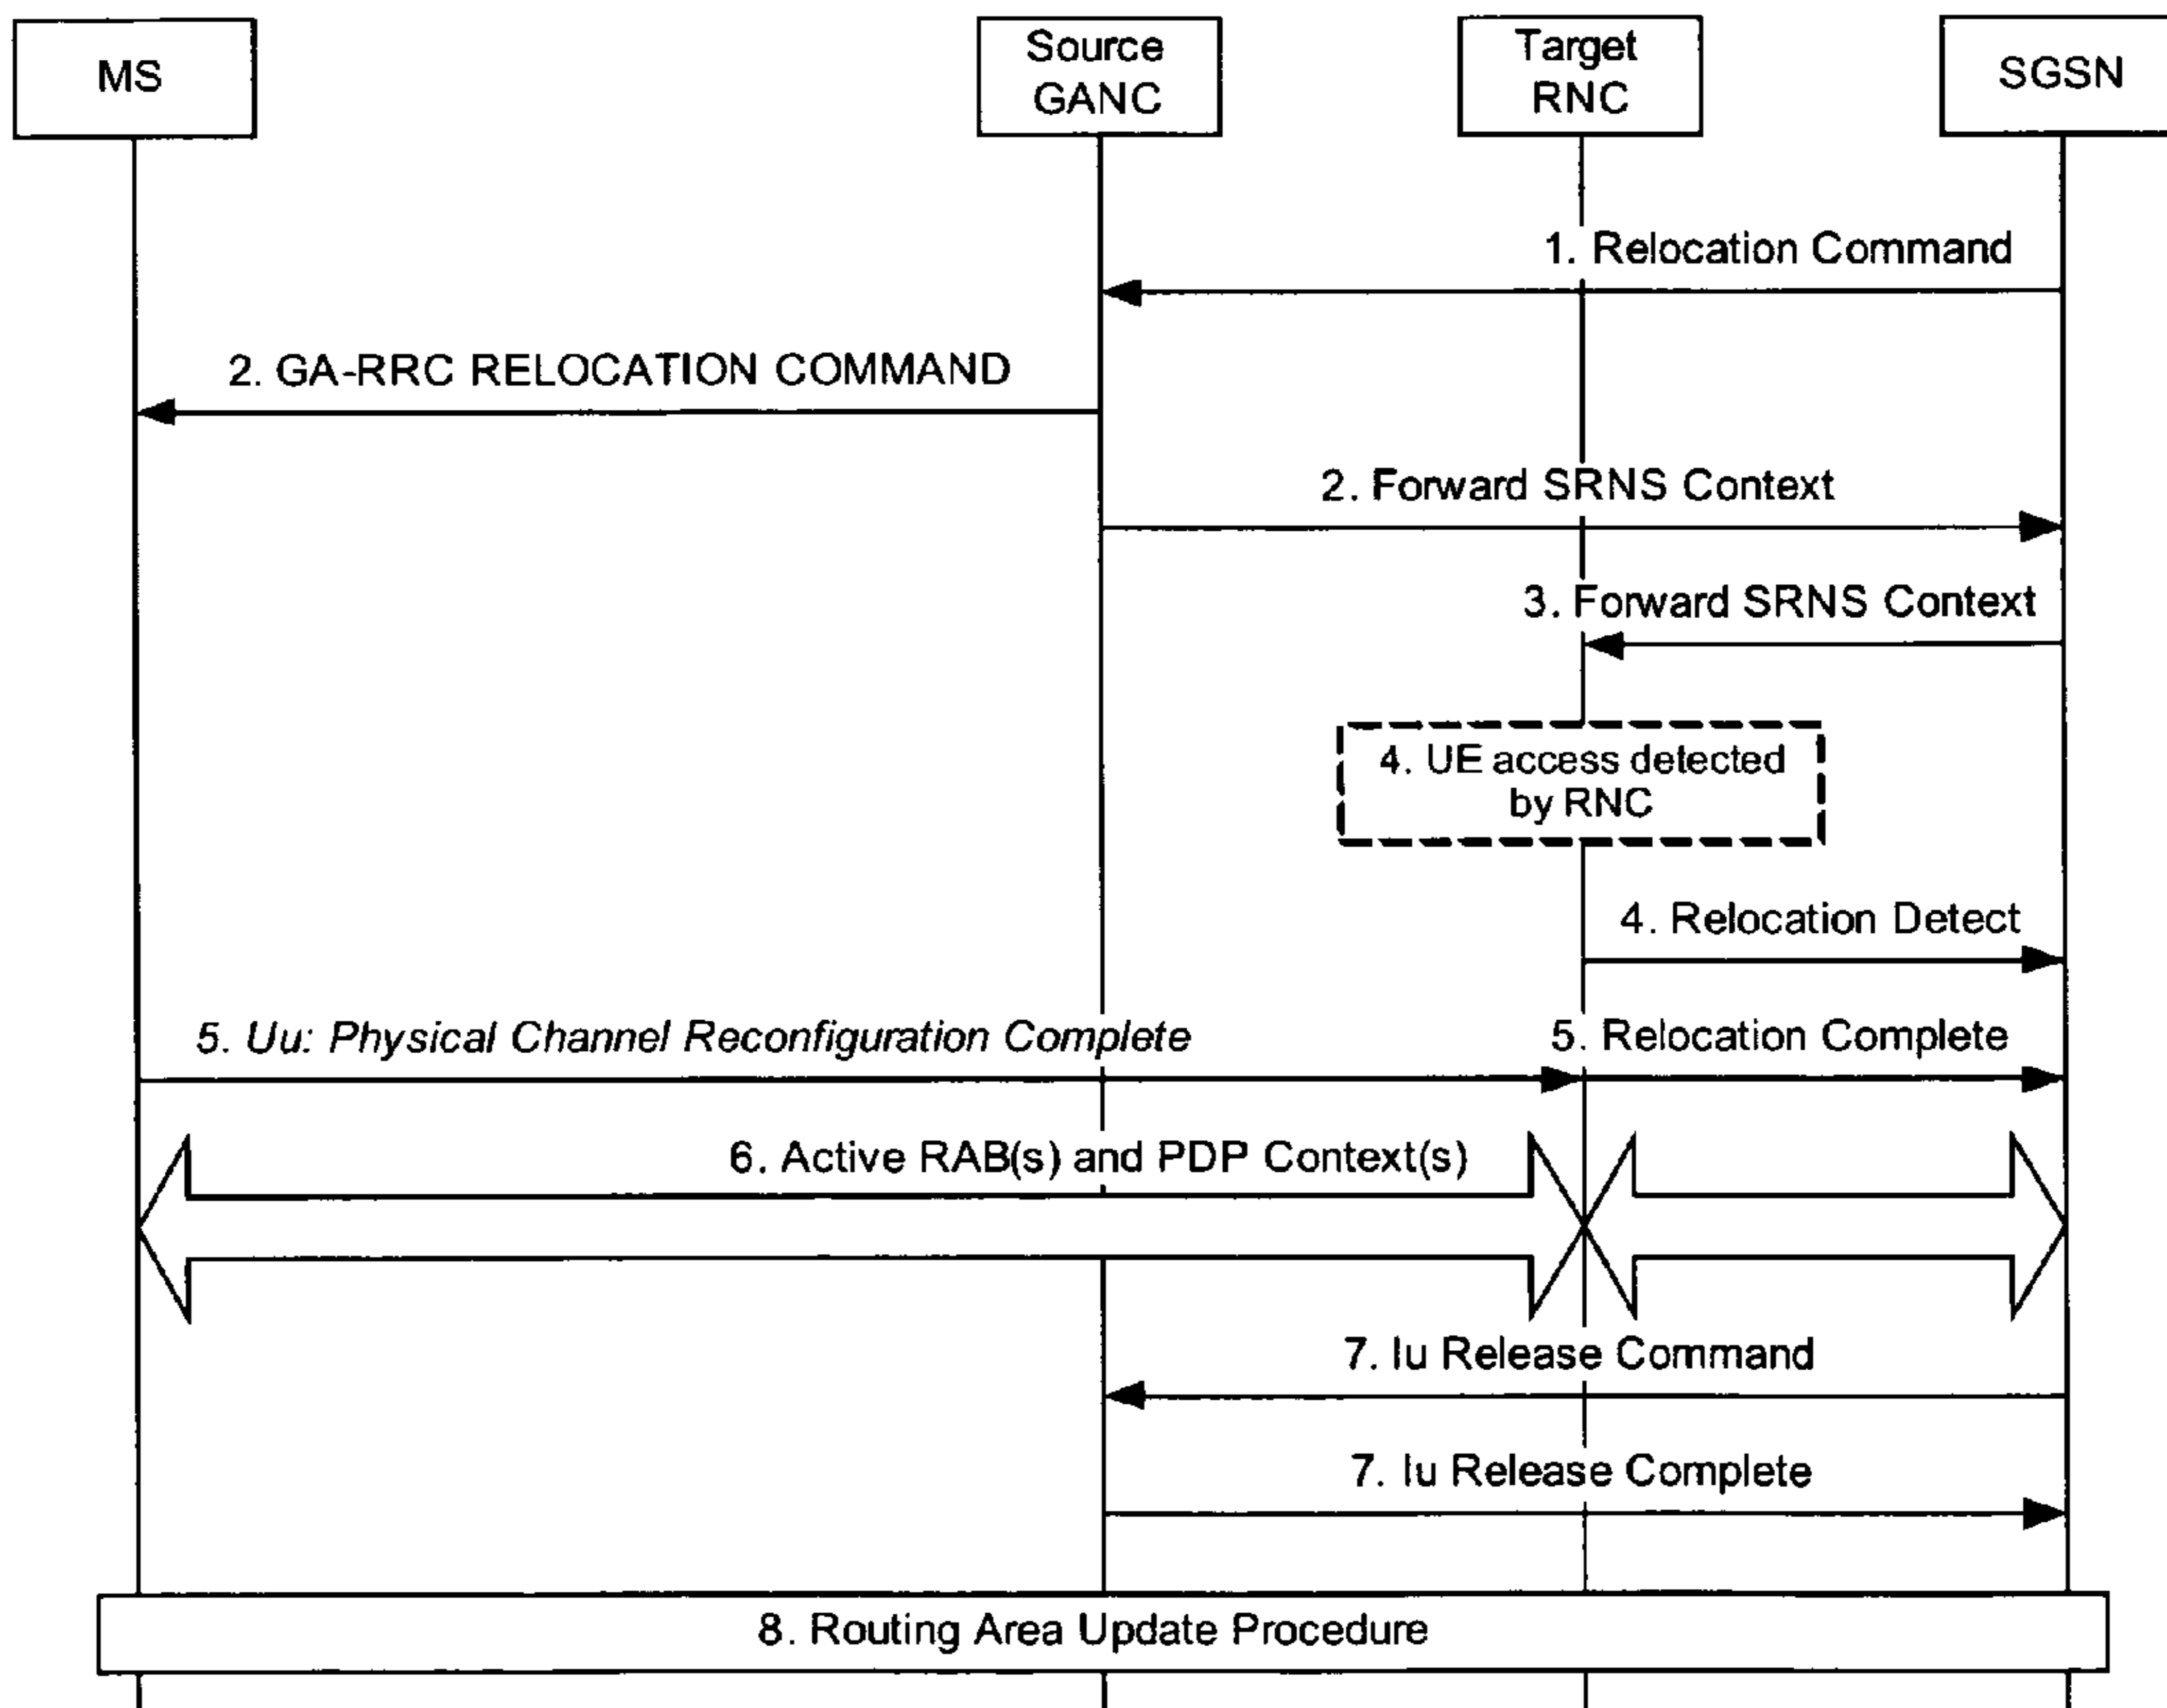 MS
Source
GANC
Target
RNC
SGSN
1. Relocation Command
2. GA-RRC RELOCATION COMMAND
2. Forward SRNS Context
3. Forward SRNS Context
4. UE access detected
by RNC
4. Relocation Detect
5. Uu: Physical Channel Reconfiguration Complete
5. Relocation Complete
6. Active RAB(s) and PDP Context(s)
7. Iu Release Command
7. Iu Release Complete
8. Routing Area Update Procedure